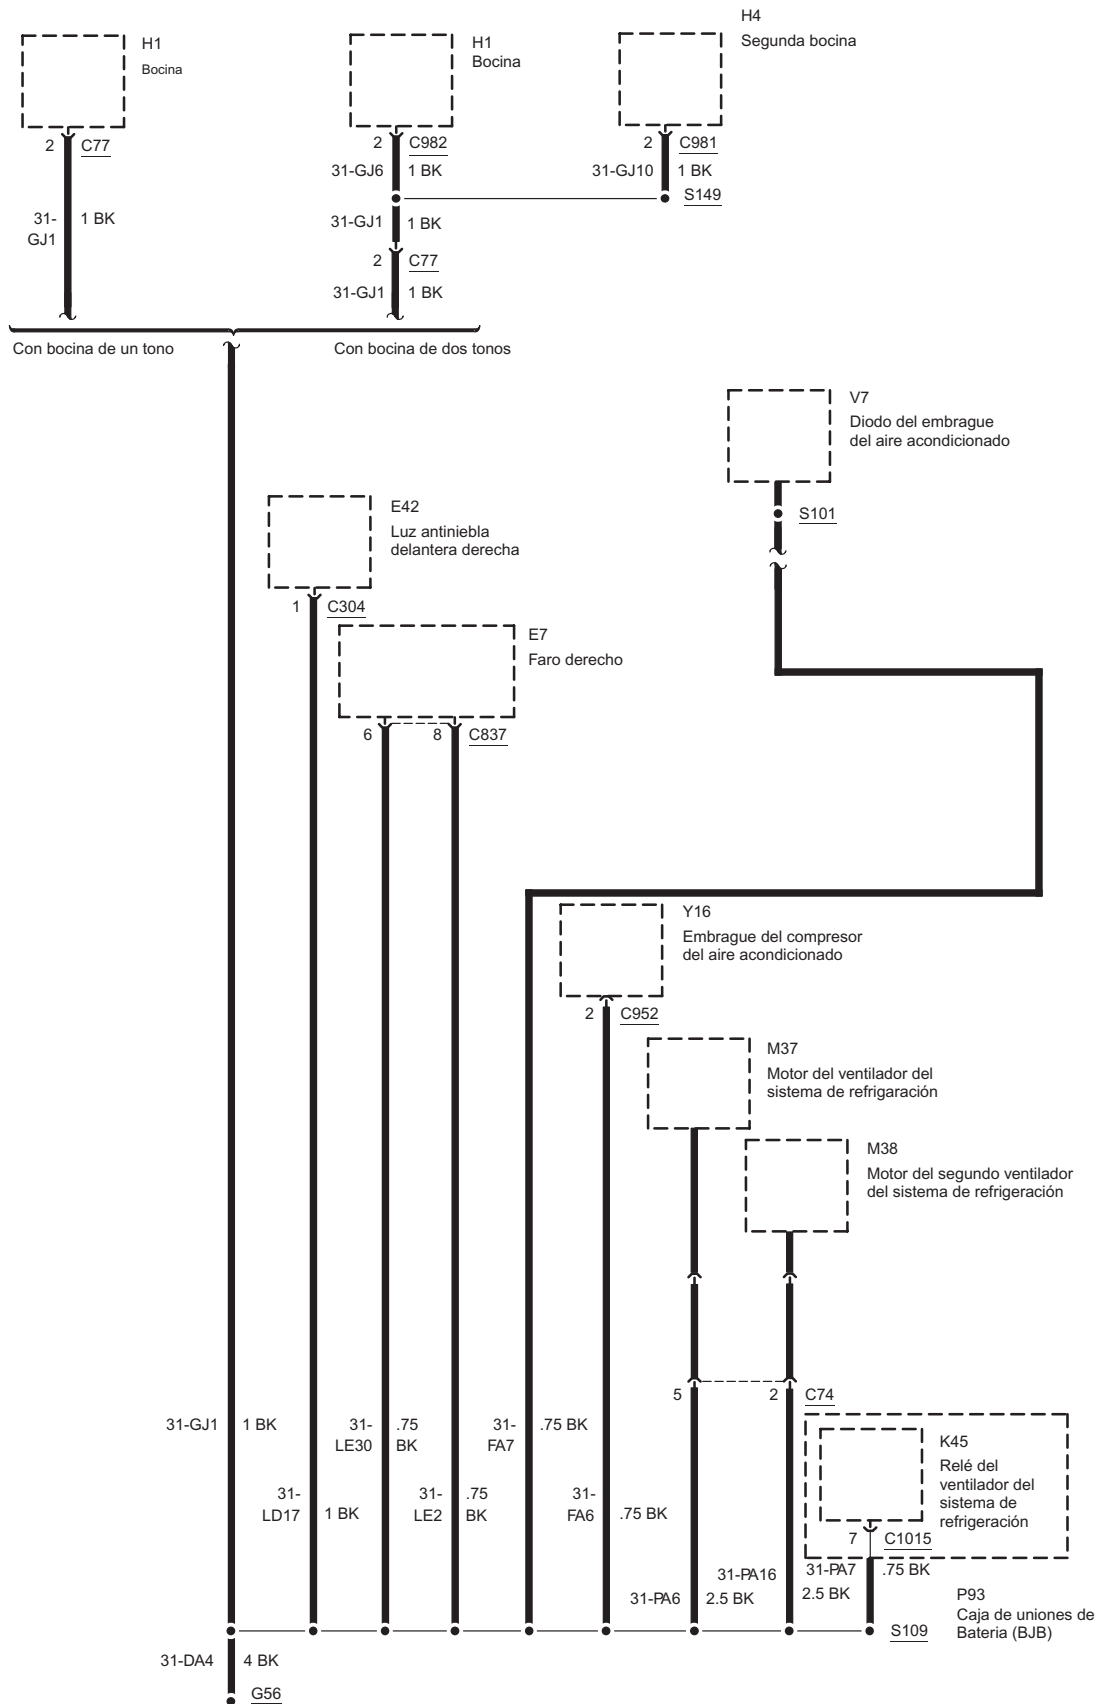 H1
Bocina
2 C77
31-
GJ1
1 BK
H1
Bocina
2 C982
31-GJ6 1 BK
31-GJ1 1 BK
2 C77
31-GJ1 1 BK
H4
Segunda bocina
2 C981
31-GJ10 1 BK
S149
Con bocina de un tono
Con bocina de dos tonos
V7
Diodo del embrague
del aire acondicionado
S101
E42
Luz antiniebla
delantera derecha
1 C304
E7
Faro derecho
6 8 C837
Y16
Embrague del compresor
del aire acondicionado
2 C952
M37
Motor del ventilador del
sistema de refrigaración
M38
Motor del segundo ventilador
del sistema de refrigeración
5 2 C74
31-GJ1 1 BK
31-
LE30
.75
BK
31-
FA7
.75 BK
K45
Relé del
ventilador del
sistema de
refrigeración
31-
LD17
1 BK
31-
LE2
.75
BK
31-
FA6
.75 BK
7 C1015
31-PA6 2.5 BK
31-PA16 2.5 BK
31-PA7 .75 BK
P93
Caja de uniones de
Bateria (BJB)
S109
31-DA4 4 BK
G56